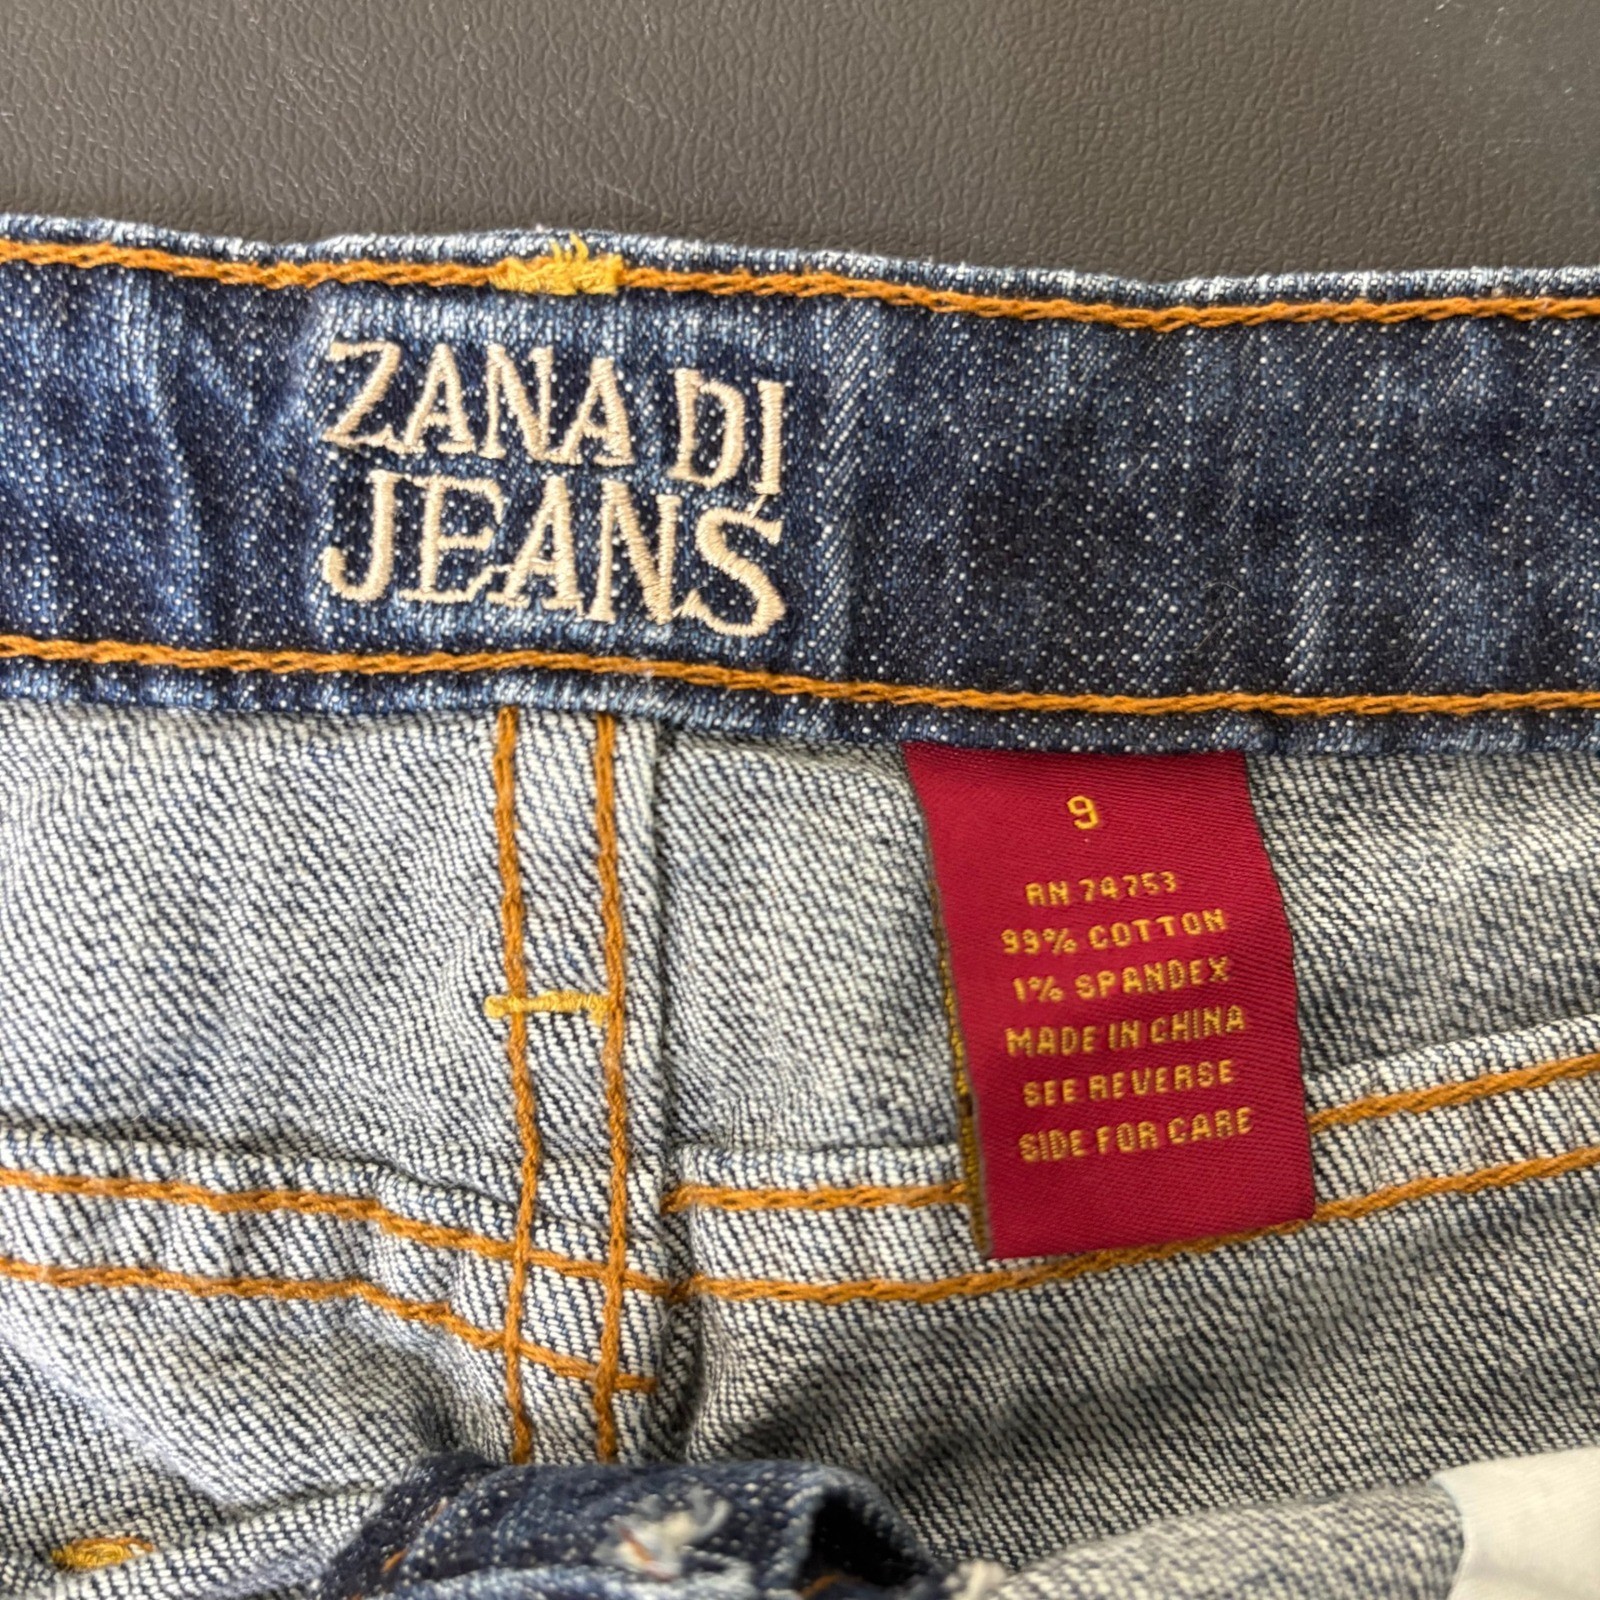 ZANA DI
JEANS
9
RN 74753
99% COTTON
1% SPANDEX
MADE IN CHINA
SEE REVERSE
SIDE FOR CARE